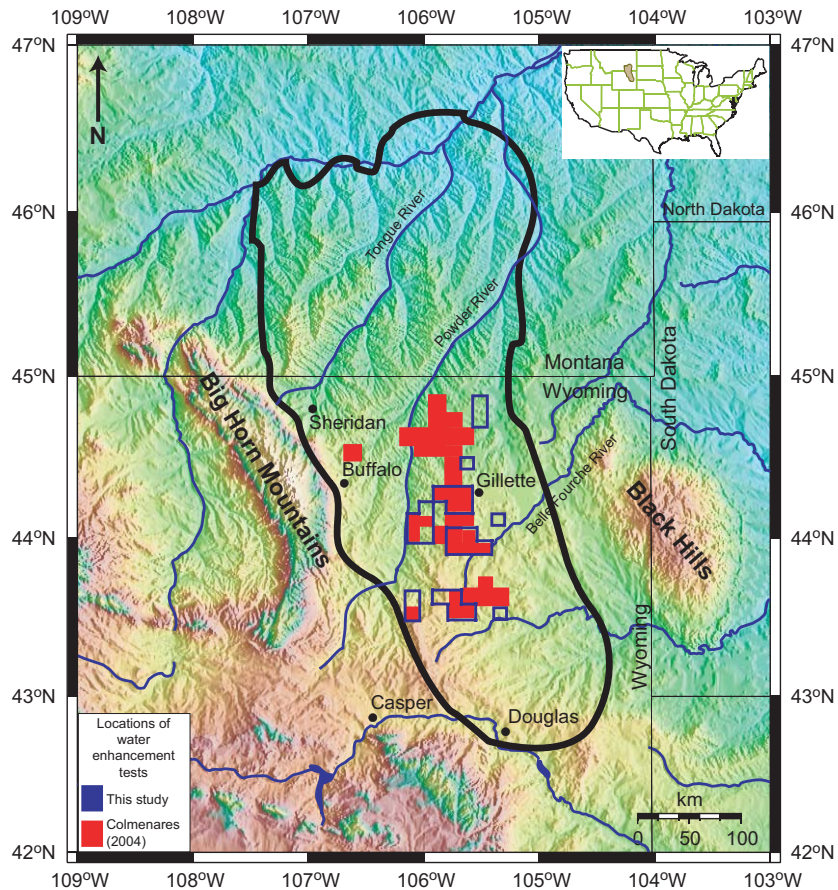 109°W 108°W 107°W 106°W 105°W 104°W 103°W
47°N 47°N
N
46°N 46°N
North Dakota
Tongue River
Powder River
45°N 45°N
Montana
Wyoming
South Dakota
Big Horn Mountains
Sheridan
Buffalo
Gillette
Belle Fourche River
Black Hills
44°N 44°N
Wyoming
43°N 43°N
Casper
Douglas
Locations of
water
enhancement
tests
This study
Colmenares
(2004)
km
0 50 100
42°N 42°N
109°W 108°W 107°W 106°W 105°W 104°W 103°W